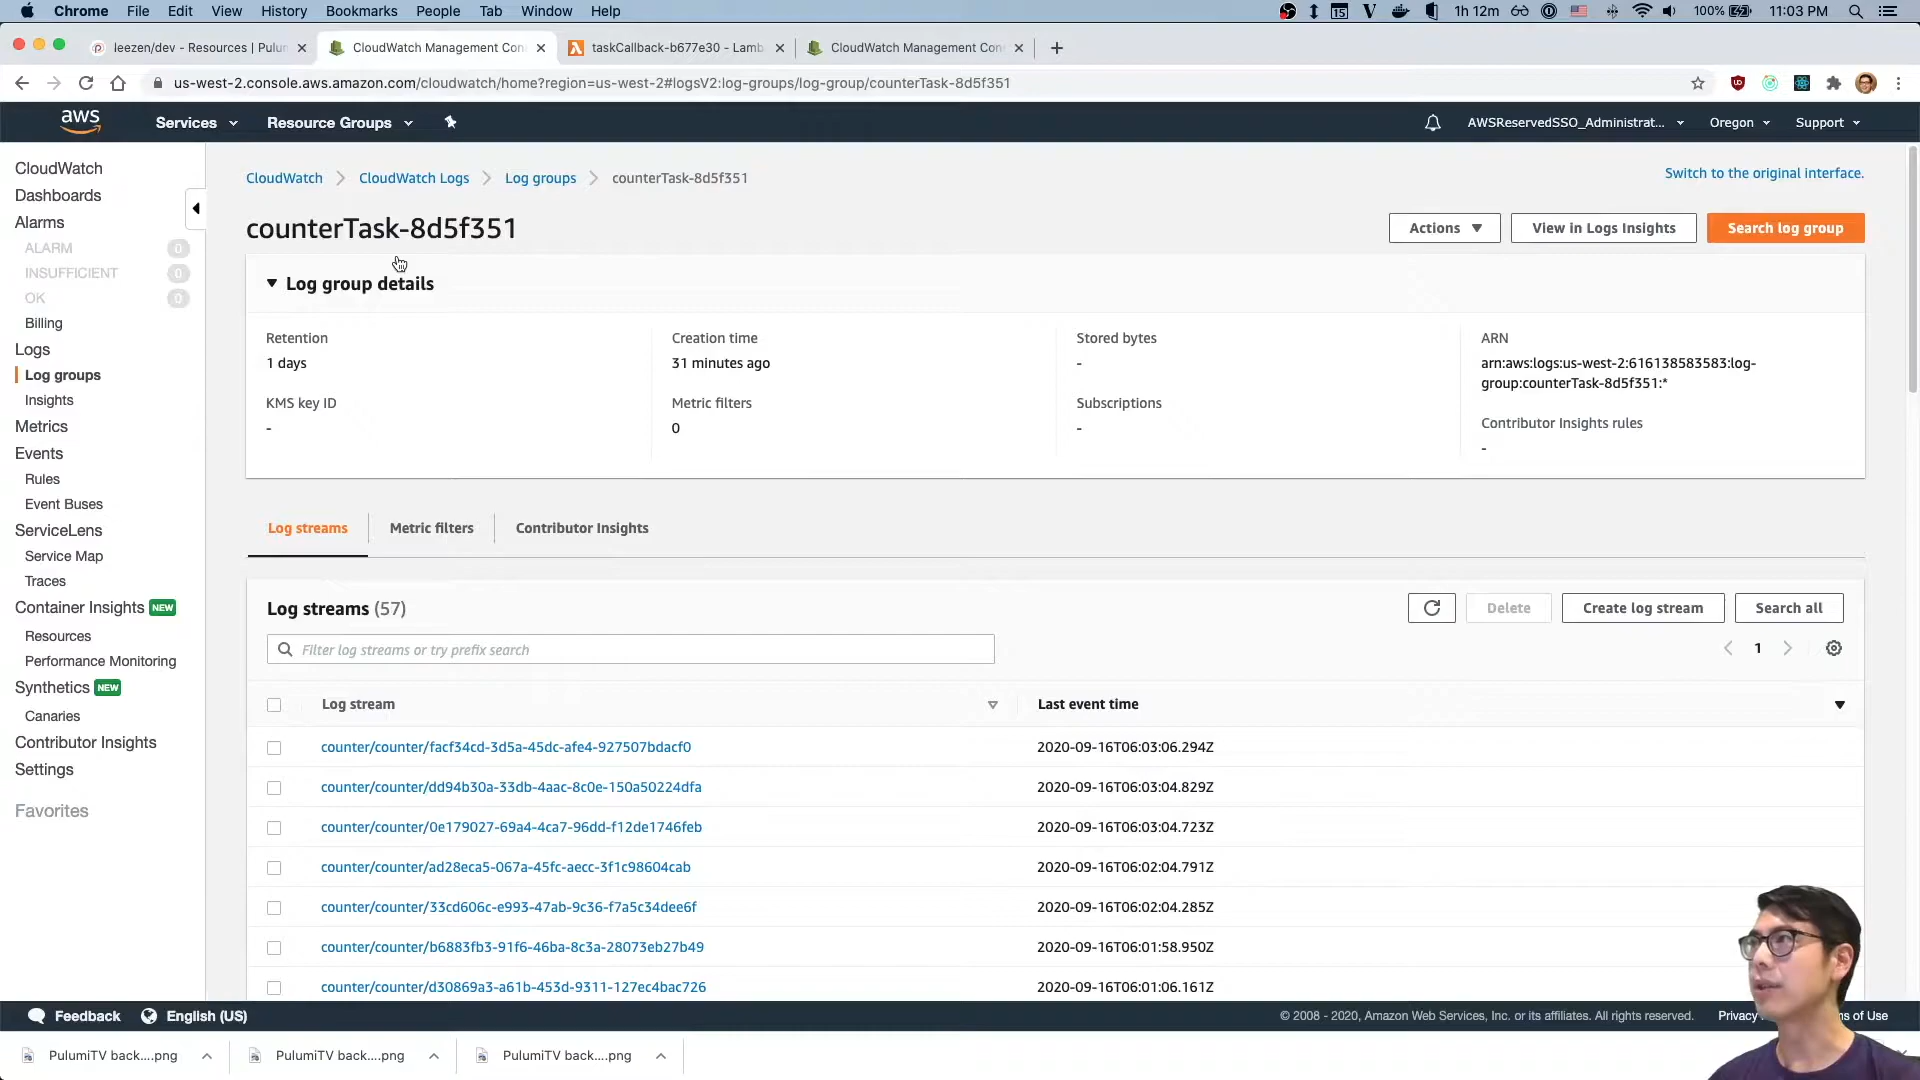 Chrome File Edit View History Bookmarks People Tab Window Help
15 1h 12m 100% 11:03 PM
leezen/dev - Resources | Pulun
CloudWatch Management Con
taskCallback-b677e30 - Lamb
CloudWatch Management Con
us-west-2.console.aws.amazon.com/cloudwatch/home?region=us-west-2#logsV2:log-groups/log-group/counterTask-8d5f351
aws Services Resource Groups AWSReservedSSO_Administrat... Oregon Support
CloudWatch
Dashboards
Alarms
ALARM 0
INSUFFICIENT 0
OK 0
Billing
Logs
Log groups
Insights
Metrics
Events
Rules
Event Buses
ServiceLens
Service Map
Traces
Container Insights NEW
Resources
Performance Monitoring
Synthetics NEW
Canaries
Contributor Insights
Settings
Favorites
CloudWatch CloudWatch Logs Log groups counterTask-8d5f351
Switch to the original interface.
counterTask-8d5f351
Actions View in Logs Insights Search log group
Log group details
Retention
1 days
KMS key ID
-
Creation time
31 minutes ago
Metric filters
0
Stored bytes
-
Subscriptions
-
ARN
arn:aws:logs:us-west-2:616138583583:log-
group:counterTask-8d5f351:*
Contributor Insights rules
-
Log streams Metric filters Contributor Insights
Log streams (57)
Delete Create log stream Search all
Filter log streams or try prefix search
1
Log stream Last event time
counter/counter/facf34cd-3d5a-45dc-afe4-927507bdacf0 2020-09-16T06:03:06.294Z
counter/counter/dd94b30a-33db-4aac-8c0e-150a50224dfa 2020-09-16T06:03:04.829Z
counter/counter/0e179027-69a4-4ca7-96dd-f12de1746feb 2020-09-16T06:03:04.723Z
counter/counter/ad28eca5-067a-45fc-aecc-3f1c98604cab 2020-09-16T06:02:04.791Z
counter/counter/33cd606c-e993-47ab-9c36-f7a5c34dee6f 2020-09-16T06:02:04.285Z
counter/counter/b6883fb3-91f6-46ba-8c3a-28073eb27b49 2020-09-16T06:01:58.950Z
counter/counter/d30869a3-a61b-453d-9311-127ec4bac726 2020-09-16T06:01:06.161Z
Feedback English (US) © 2008 - 2020, Amazon Web Services, Inc. or its affiliates. All rights reserved. Privacy of Use
PulumiTV back....png PulumiTV back....png PulumiTV back....png